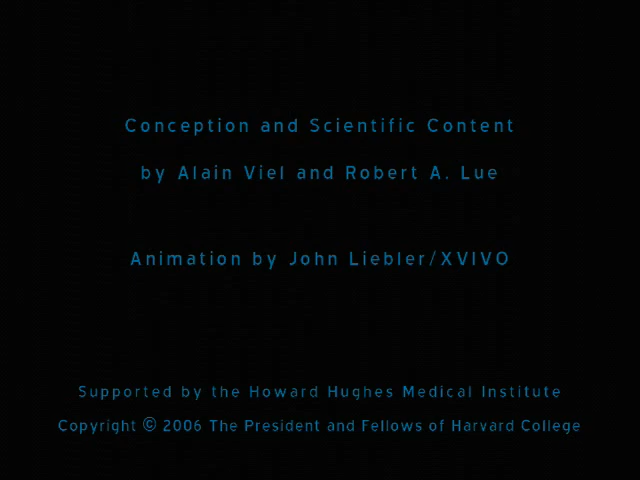 Conception and Scientific Content
by Alain Viel and Robert A. Lue
Animation by John Liebler/XVIVO
Supported by the Howard Hughes Medical Institute
Copyright © 2006 The President and Fellows of Harvard College